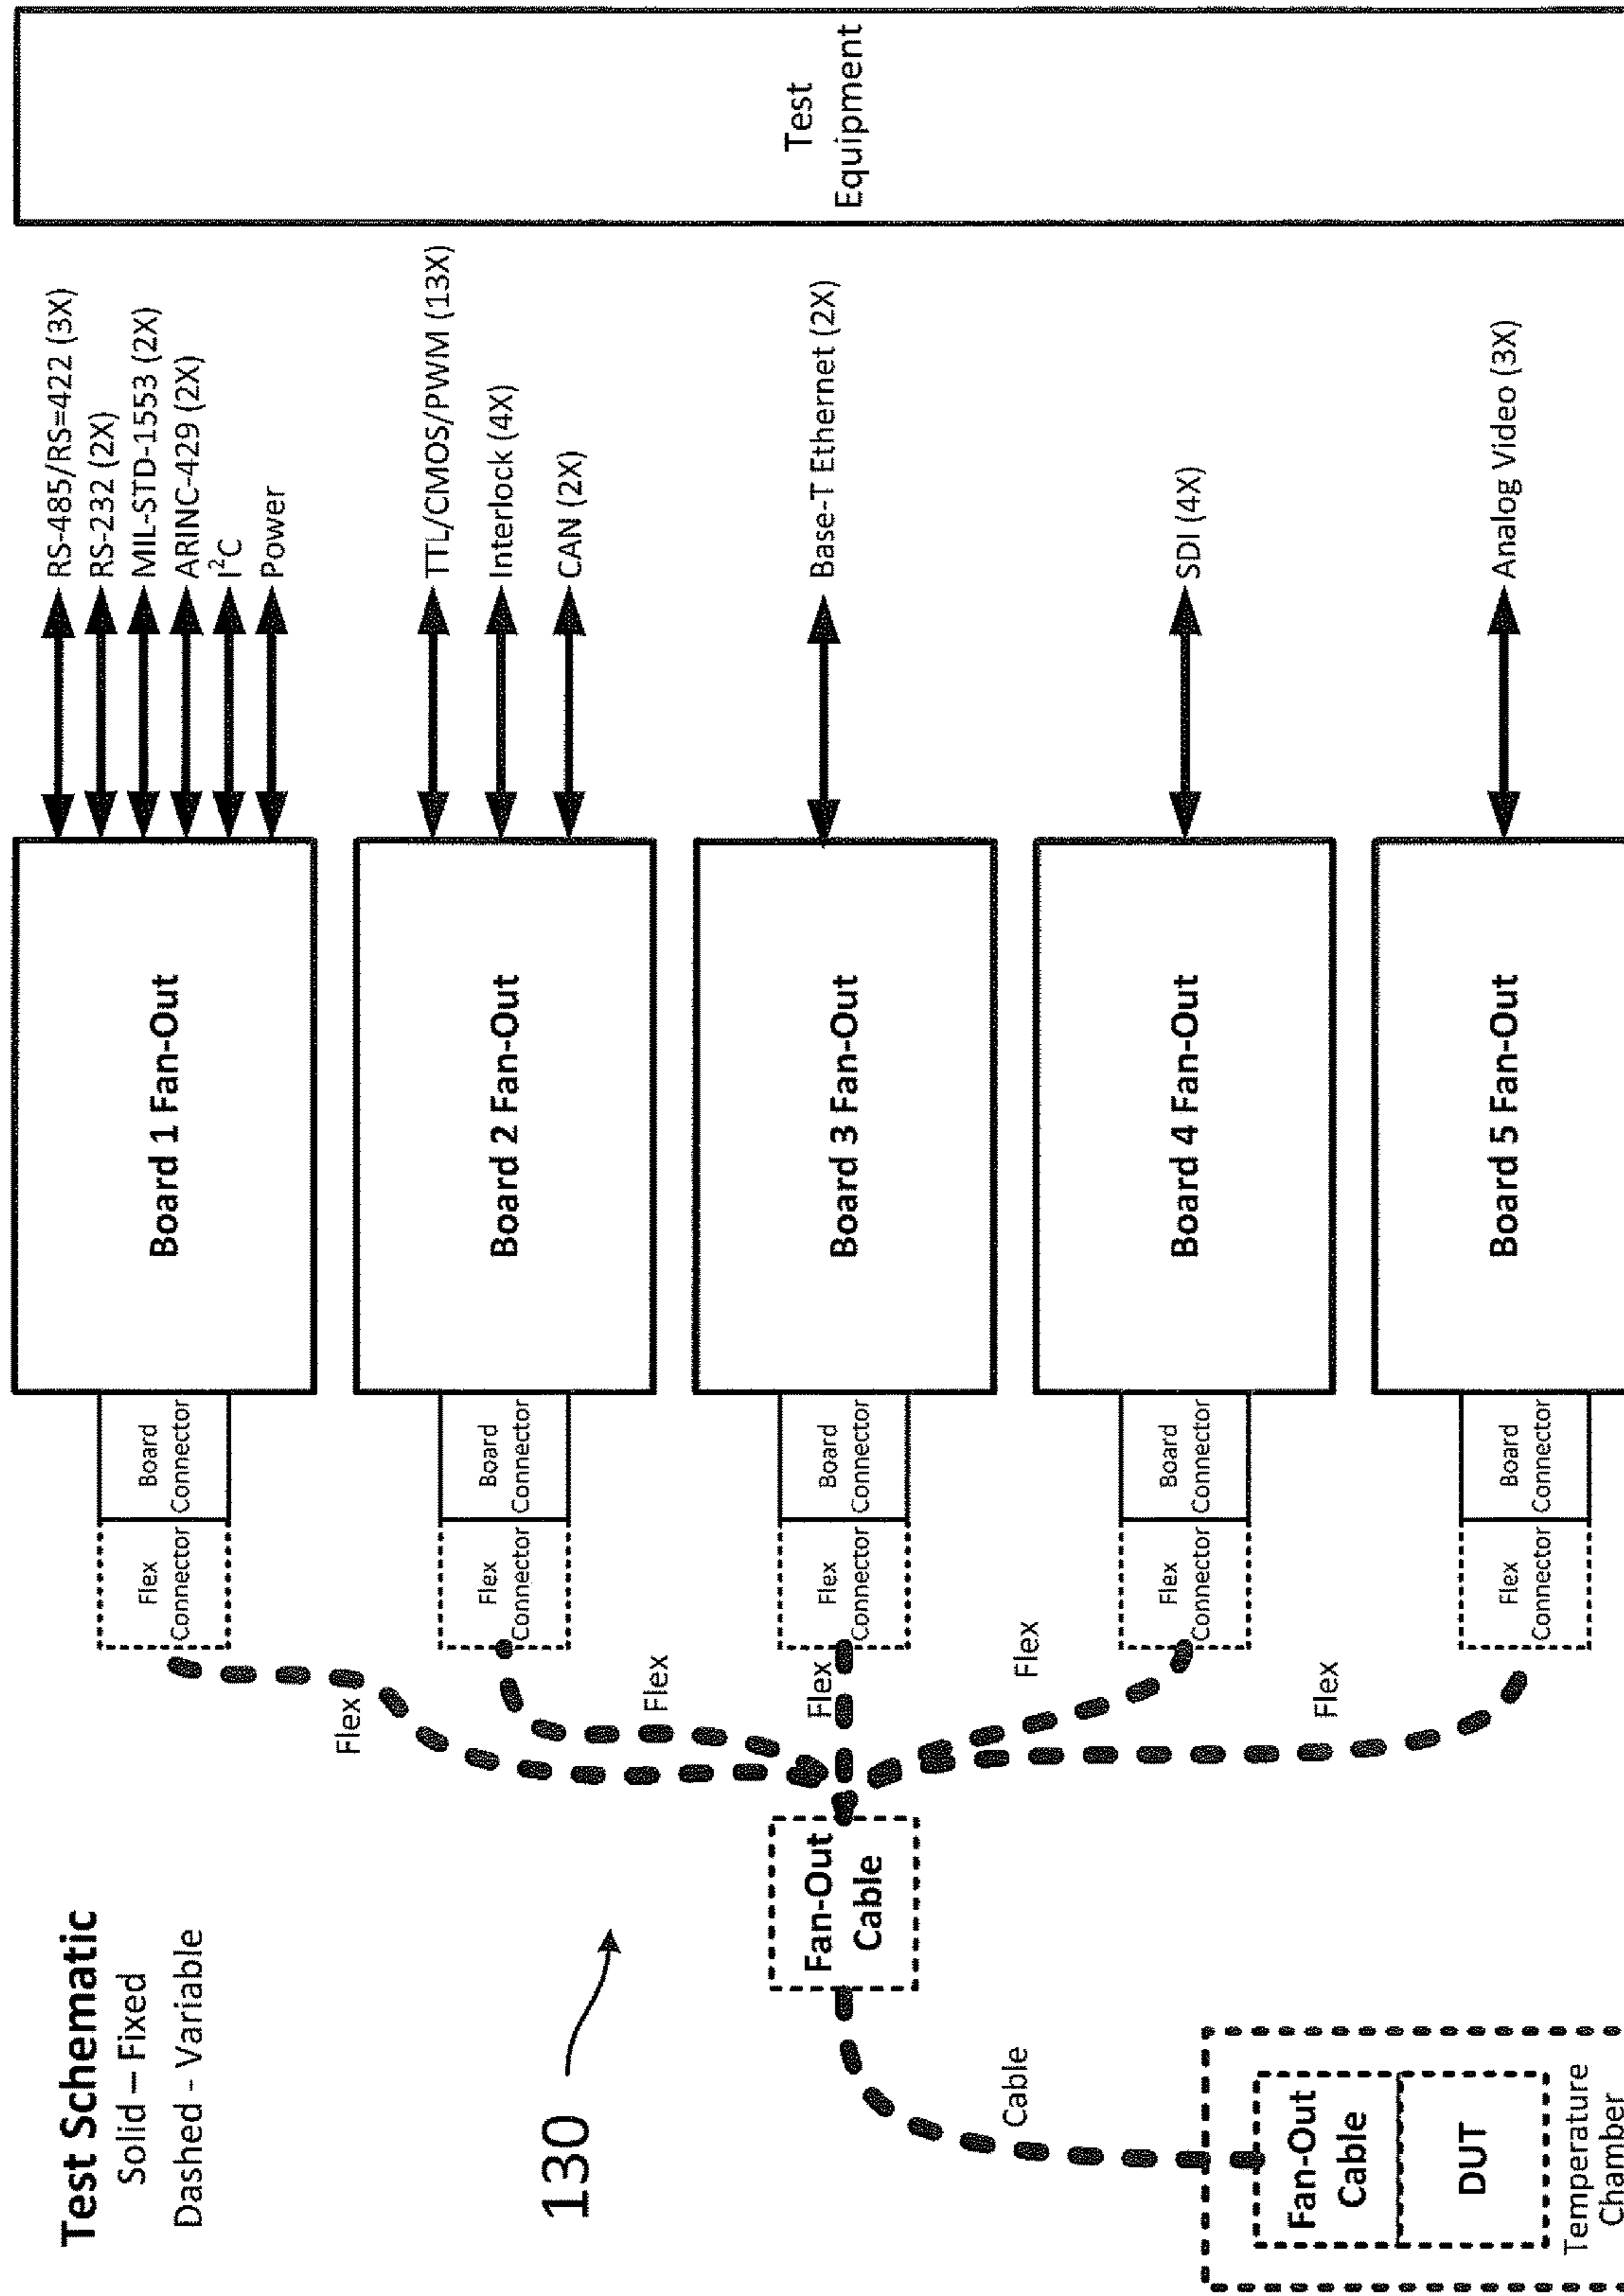 Test Schematic
Solid – Fixed
Dashed - Variable
130
Temperature
Chamber
DUT
Fan-Out
Cable
Cable
Fan-Out
Cable
Flex
Flex
Flex
Flex
Flex
Flex
Connector
Board
Connector
Board 1 Fan-Out
RS-485/RS=422 (3X)
RS-232 (2X)
MIL-STD-1553 (2X)
ARINC-429 (2X)
I²C
Power
Flex
Connector
Board
Connector
Board 2 Fan-Out
TTL/CMOS/PWM (13X)
Interlock (4X)
CAN (2X)
Flex
Connector
Board
Connector
Board 3 Fan-Out
Base-T Ethernet (2X)
Flex
Connector
Board
Connector
Board 4 Fan-Out
SDI (4X)
Flex
Connector
Board
Connector
Board 5 Fan-Out
Analog Video (3X)
Test
Equipment